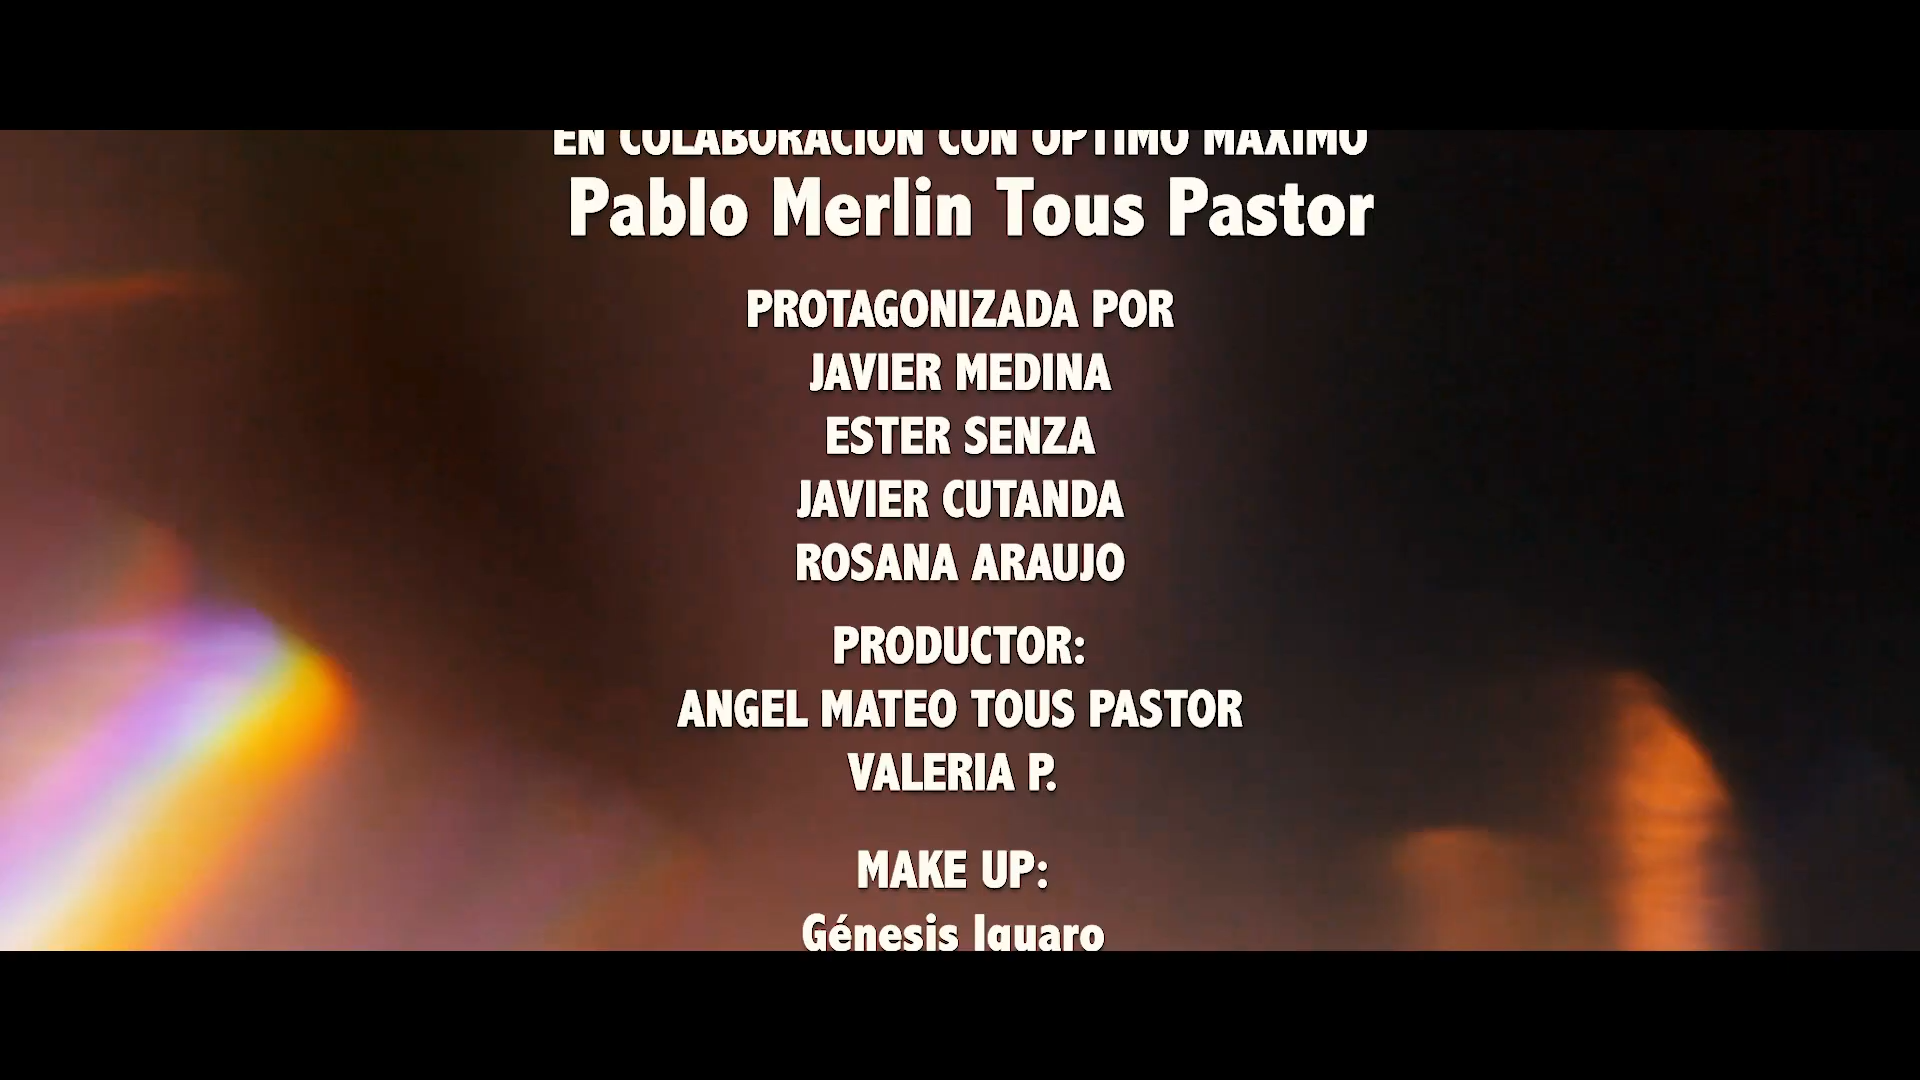 EN COLABORACION CON OPTIMO MAXIMO
Pablo Merlin Tous Pastor
PROTAGONIZADA POR
JAVIER MEDINA
ESTER SENZA
JAVIER CUTANDA
ROSANA ARAUJO
PRODUCTOR:
ANGEL MATEO TOUS PASTOR
VALERIA P.
MAKE UP:
Génesis Iguaro